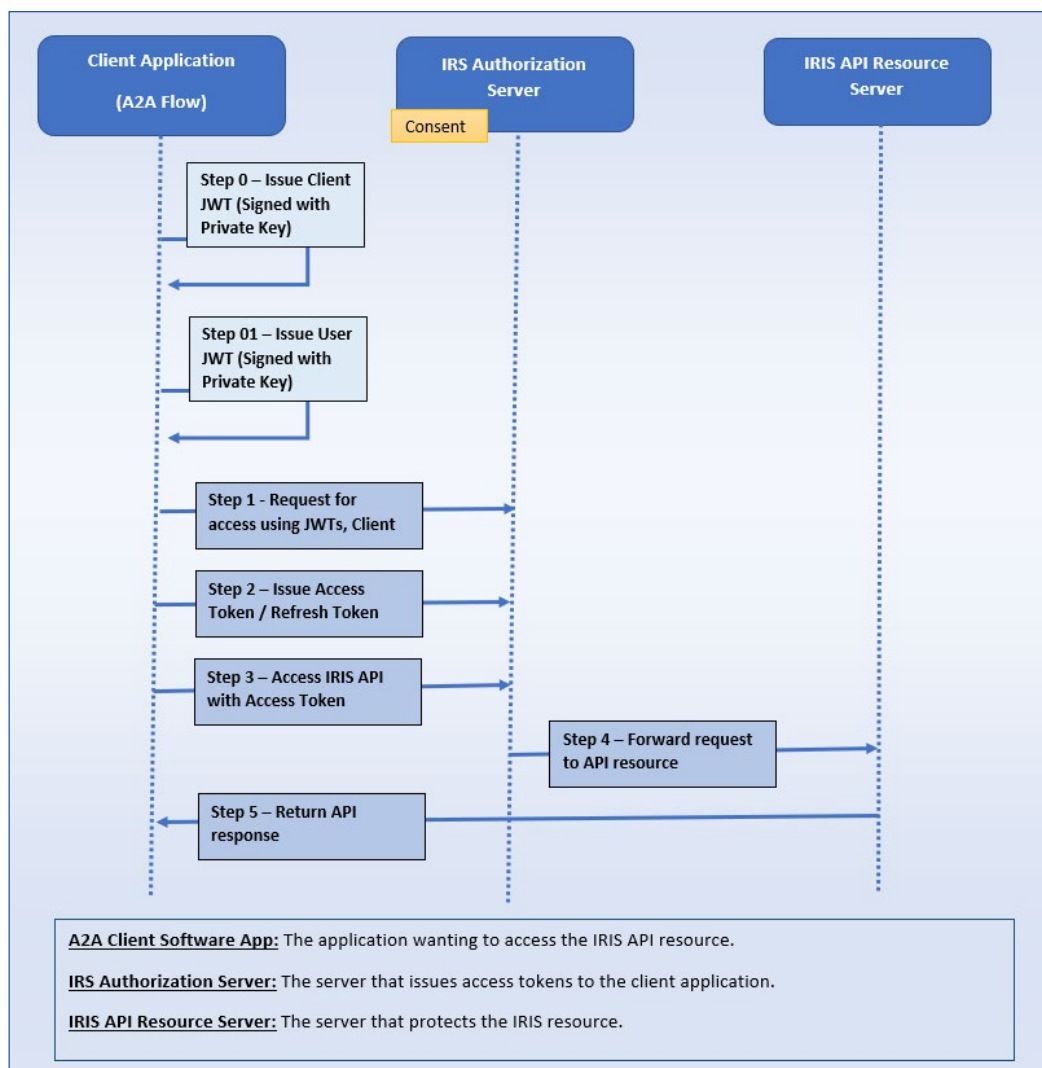 Client Application
(A2A Flow)
IRS Authorization
Server
IRIS API Resource
Server
Consent
Step 0 – Issue Client
JWT (Signed with
Private Key)
Step 01 – Issue User
JWT (Signed with
Private Key)
Step 1 - Request for
access using JWTs, Client
Step 2 – Issue Access
Token / Refresh Token
Step 3 – Access IRIS API
with Access Token
Step 4 – Forward request
to API resource
Step 5 – Return API
response
A2A Client Software App: The application wanting to access the IRIS API resource.
IRS Authorization Server: The server that issues access tokens to the client application.
IRIS API Resource Server: The server that protects the IRIS resource.